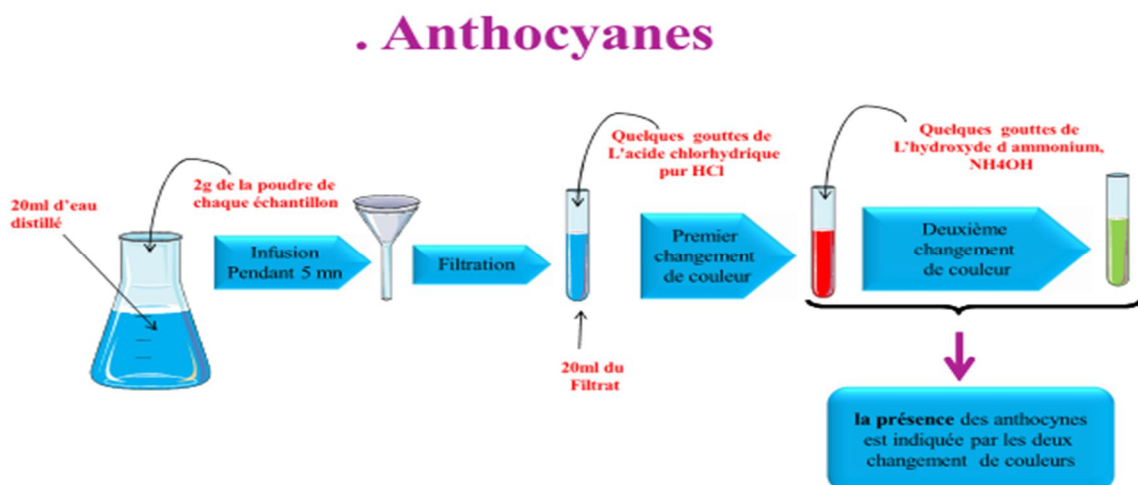 . Anthocyanes
20ml d'eau
distillé
2g de la poudre de
chaque échantillon
Infusion
Pendant 5 mn
Filtration
Quelques gouttes de
L'acide chlorhydrique
pur HCl
20ml du
Filtrat
Premier
changement
de couleur
Quelques gouttes de
L'hydroxyde d ammonium,
NH4OH
Deuxième
changement
de couleur
la présence des anthocynes
est indiquée par les deux
changement de couleurs